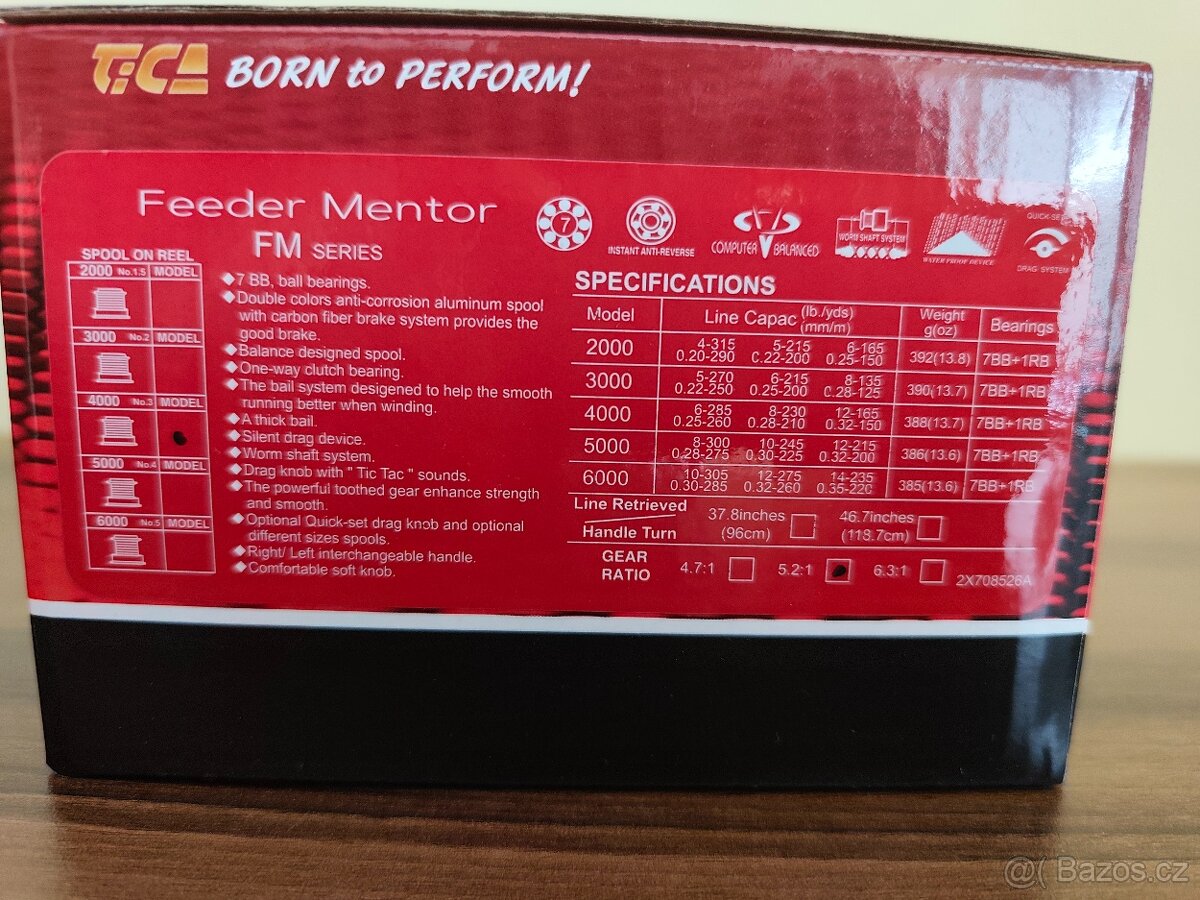 TiCA BORN to PERFORM!
Feeder Mentor
FM SERIES
7
INSTANT ANTI-REVERSE
COMPUTER BALANCED
WORM SHAFT SYSTEM
WATER PROOF DEVICE
QUICK-SET
DRAG SYSTEM
SPOOL ON REEL
2000 No.1.5 MODEL
3000 No.2 MODEL
4000 No.3 MODEL
5000 No.4 MODEL
6000 No.5 MODEL
◆7 BB, ball bearings.
◆Double colors anti-corrosion aluminum spool
with carbon fiber brake system provides the
good brake.
◆Balance designed spool.
◆One-way clutch bearing.
◆The bail system designed to help the smooth
running better when winding.
◆A thick bail.
◆Silent drag device.
◆Worm shaft system.
◆Drag knob with " Tic Tac " sounds.
◆The powerful toothed gear enhance strength
and smooth.
◆Optional Quick-set drag knob and optional
different sizes spools.
◆Right/ Left interchangeable handle.
◆Comfortable soft knob.
SPECIFICATIONS
Model Line Capac (lb./yds) (mm/m) Weight g(oz) Bearings
2000 4-315 5-215 6-165 392(13.8) 7BB+1RB
0.20-290 0.22-200 0.25-150
3000 5-270 6-215 8-135 390(13.7) 7BB+1RB
0.22-250 0.25-200 0.28-125
4000 6-285 8-230 12-165 388(13.7) 7BB+1RB
0.25-260 0.28-210 0.32-150
5000 8-300 10-245 12-215 386(13.6) 7BB+1RB
0.28-275 0.30-225 0.32-200
6000 10-305 12-275 14-235 385(13.6) 7BB+1RB
0.30-285 0.32-260 0.35-220
Line Retrieved 37.8inches 46.7inches
Handle Turn (96cm) (118.7cm)
GEAR
RATIO 4.7:1 5.2:1 6.3:1
2X708526A
@( Bazos.cz